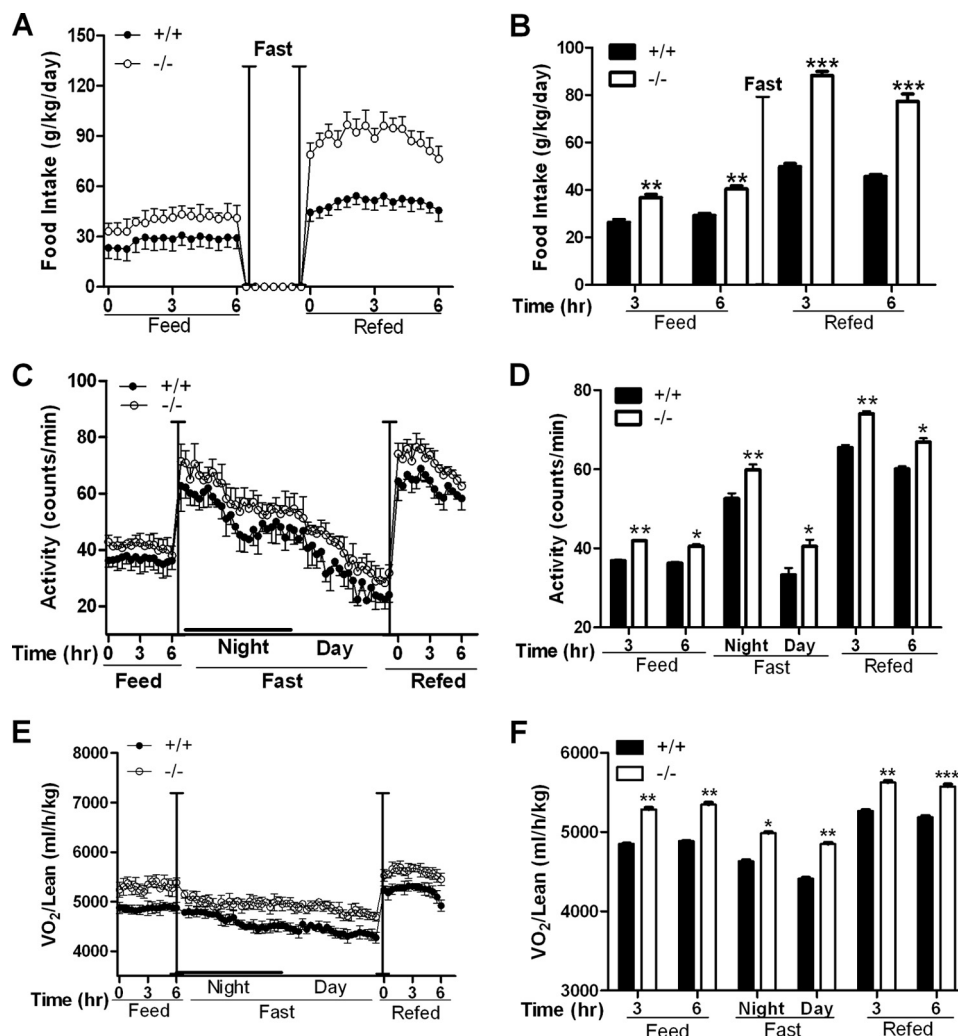 A
+/+
-/-
Fast
Food Intake (g/kg/day)
150
120
90
60
30
0
0 3 6 0 3 6
Feed Refed
B
+/+
-/-
Fast
Food Intake (g/kg/day)
100
80
60
40
20
0
** ** *** ***
Time (hr) 3 6 3 6
Feed Refed
C
+/+
-/-
Activity (counts/min)
100
80
60
40
20
0 3 6 0 3 6
Time (hr) Night Day
Feed Fast Refed
D
+/+
-/-
Activity (counts/min)
80
60
40
20
** * ** * ** *
Time (hr) 3 6 Night Day 3 6
Feed Fast Refed
E
+/+
-/-
VO2/Lean (ml/h/kg)
8000
7000
6000
5000
4000
0 3 6 0 3 6
Time (hr) Night Day
Feed Fast Refed
F
+/+
-/-
VO2/Lean (ml/h/kg)
6000
5000
4000
3000
** ** * ** ** ***
Time (hr) 3 6 Night Day 3 6
Feed Fast Refed